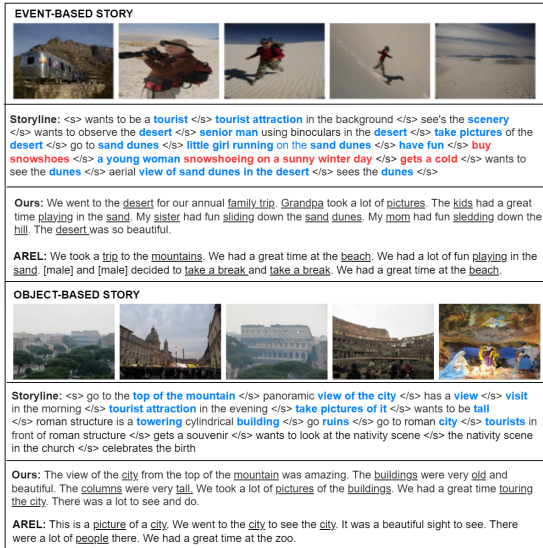 EVENT-BASED STORY
Storyline: <s> wants to be a tourist </s> tourist attraction in the background </s> see's the scenery
</s> wants to observe the desert </s> senior man using binoculars in the desert </s> take pictures of the
desert </s> go to sand dunes </s> little girl running on the sand dunes </s> have fun </s> buy
snowshoes </s> a young woman snowshoeing on a sunny winter day </s> gets a cold </s> wants to
see the dunes </s> aerial view of sand dunes in the desert </s> sees the dunes </s>
Ours: We went to the desert for our annual family trip. Grandpa took a lot of pictures. The kids had a great
time playing in the sand. My sister had fun sliding down the sand dunes. My mom had fun sledding down the
hill. The desert was so beautiful.
AREL: We took a trip to the mountains. We had a great time at the beach. We had a lot of fun playing in the
sand. [male] and [male] decided to take a break and take a break. We had a great time at the beach.
OBJECT-BASED STORY
Storyline: <s> go to the top of the mountain </s> panoramic view of the city </s> has a view </s> visit
in the morning </s> tourist attraction in the evening </s> take pictures of it </s> wants to be tall
</s> roman structure is a towering cylindrical building </s> go ruins </s> go to roman city </s> tourists in
front of roman structure </s> gets a souvenir </s> wants to look at the nativity scene </s> the nativity scene
in the church </s> celebrates the birth
Ours: The view of the city from the top of the mountain was amazing. The buildings were very old and
beautiful. The columns were very tall. We took a lot of pictures of the buildings. We had a great time touring
the city. There was a lot to see and do.
AREL: This is a picture of a city. We went to the city to see the city. It was a beautiful sight to see. There
were a lot of people there. We had a great time at the zoo.